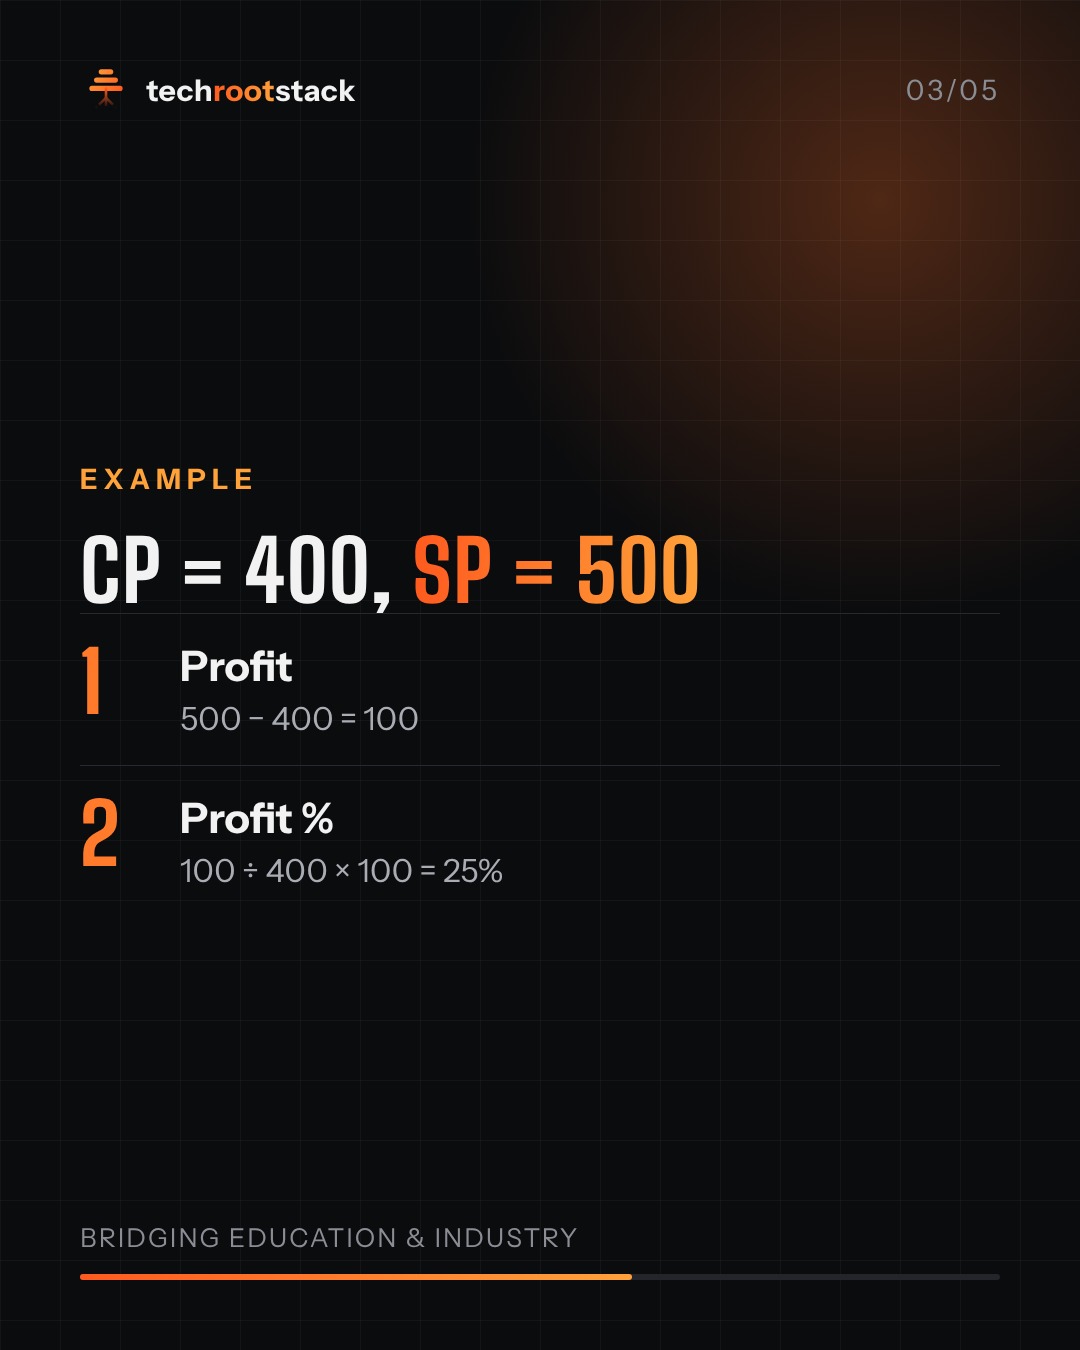 techrootstack
03/05
EXAMPLE
CP = 400, SP = 500
1
Profit
500 − 400 = 100
2
Profit %
100 ÷ 400 × 100 = 25%
BRIDGING EDUCATION & INDUSTRY